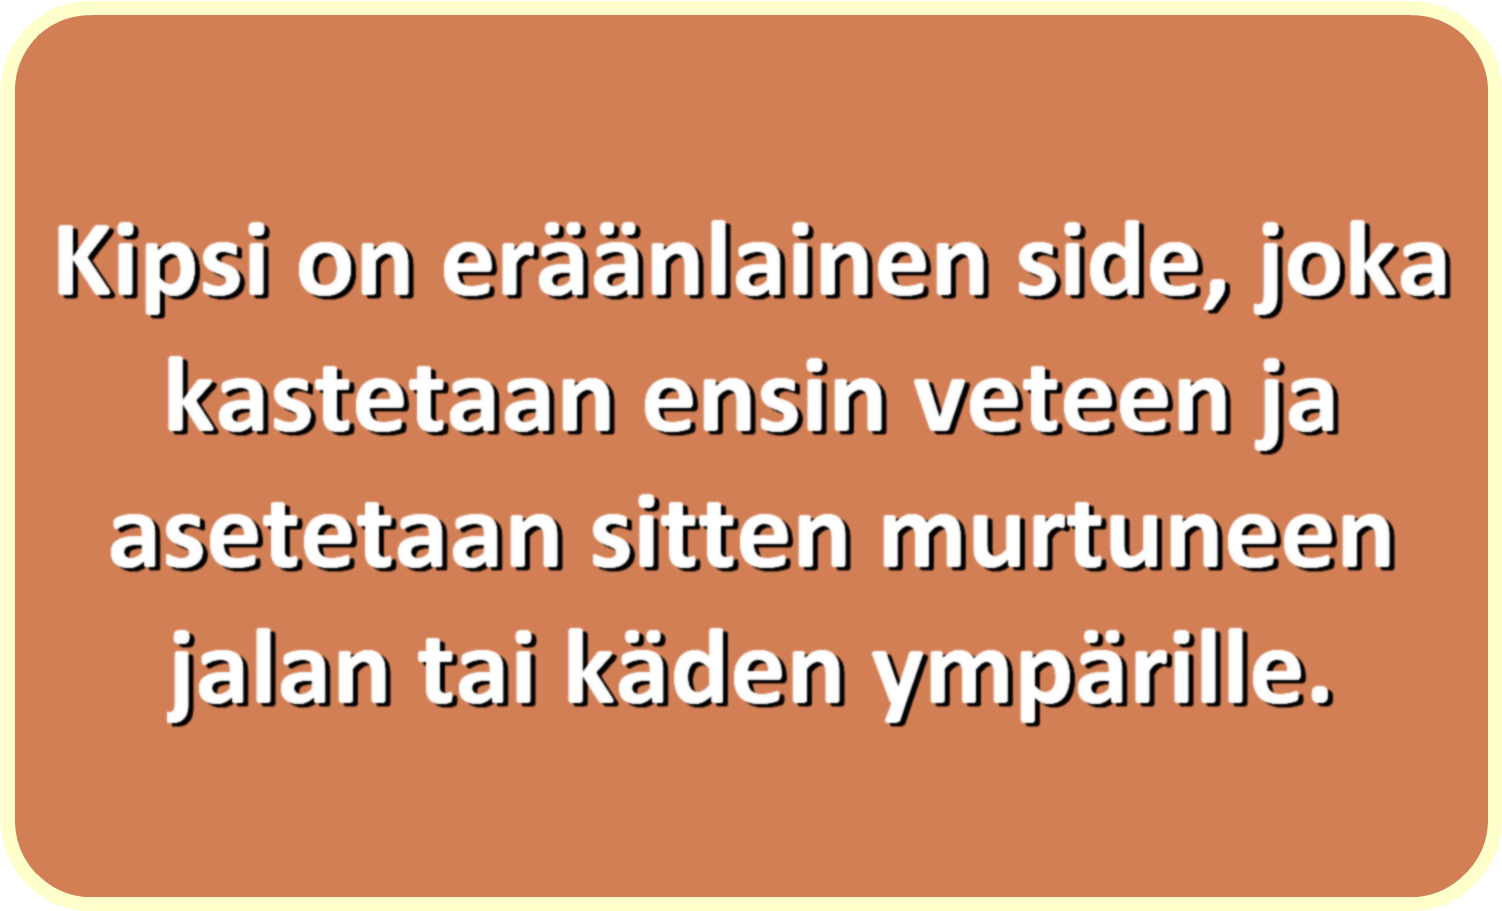 Kipsi on eräänlainen side, joka
kastetaan ensin veteen ja
asetetaan sitten murtuneen
jalan tai käden ympärille.